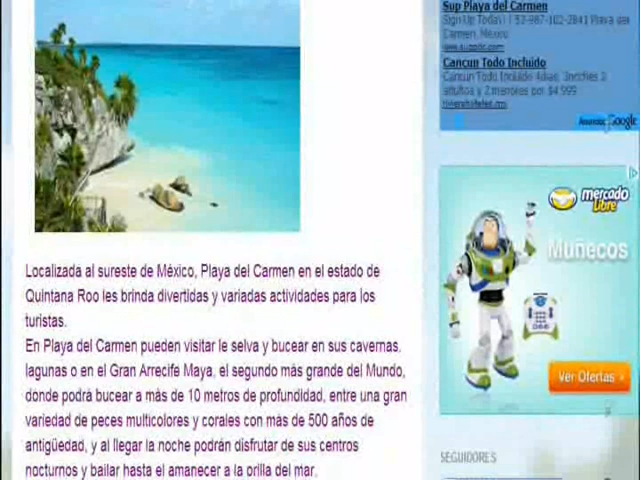 Localizada al sureste de México, Playa del Carmen en el estado de
Quintana Roo les brinda divertidas y variadas actividades para los
turistas.
En Playa del Carmen pueden visitar le selva y bucear en sus cavernas,
lagunas o en el Gran Arrecife Maya, el segundo más grande del Mundo,
donde podrá bucear a más de 10 metros de profundidad, entre una gran
variedad de peces multicolores y corales con más de 500 años de
antigüedad, y al llegar la noche podrán disfrutar de sus centros
nocturnos y bailar hasta el amanecer a la orilla del mar.
Sup Playa del Carmen
Sign Up Today! 1 53-987-102-2841 Playa del
Carmen, Mexico
Cancun Todo Incluido
Cancun Todo Incluido 4dias, 3noches 2
adultos y 2 menores por $4,999
Anuncios Google
mercado
Libre
Muñecos
Ver Ofertas
SEGUIDORES